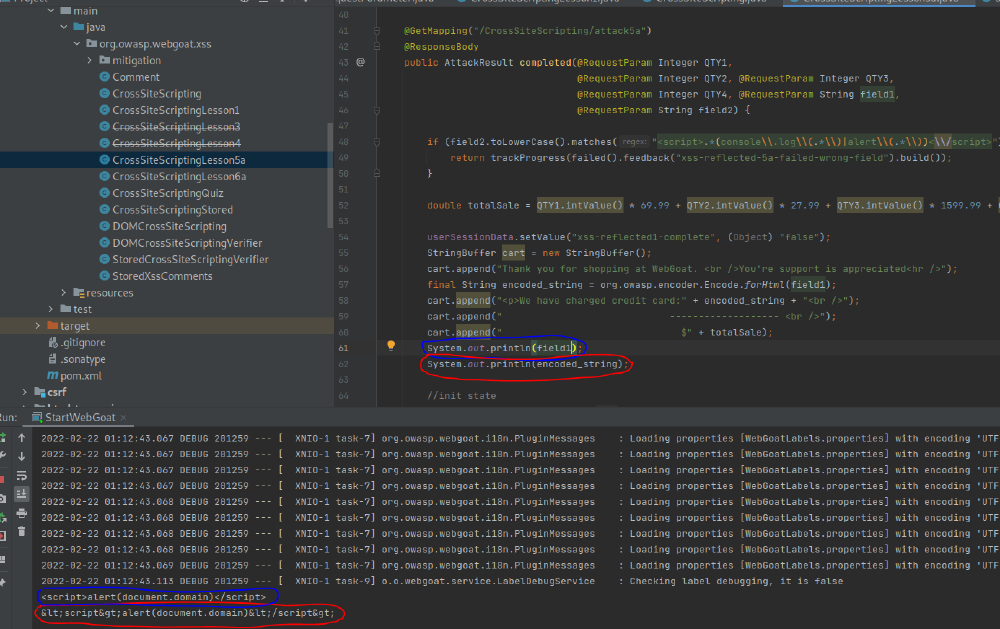 main
java
org.owasp.webgoat.xss
mitigation
Comment
CrossSiteScripting
CrossSiteScriptingLesson1
CrossSiteScriptingLesson3
CrossSiteScriptingLesson4
CrossSiteScriptingLesson5a
CrossSiteScriptingLesson6a
CrossSiteScriptingQuiz
CrossSiteScriptingStored
DOMCrossSiteScripting
DOMCrossSiteScriptingVerifier
StoredCrossSiteScriptingVerifier
StoredXssComments
resources
test
target
.gitignore
.sonatype
pom.xml
csrf
40
41 @GetMapping("/CrossSiteScripting/attack5a")
42 @ResponseBody
43 @ public AttackResult completed(@RequestParam Integer QTY1,
44 @RequestParam Integer QTY2, @RequestParam Integer QTY3,
45 @RequestParam Integer QTY4, @RequestParam String field1,
46 @RequestParam String field2) {
47
48 if (field2.toLowerCase().matches( regex: "<script>.*(console\\.log\\(.*\\)|alert\\(.*\\))<\\/script>")
49 return trackProgress(failed().feedback("xss-reflected-5a-failed-wrong-field").build());
50 }
51
52 double totalSale = QTY1.intValue() * 69.99 + QTY2.intValue() * 27.99 + QTY3.intValue() * 1599.99 +
53
54 userSessionData.setValue("xss-reflected1-complete", (Object) "false");
55 StringBuffer cart = new StringBuffer();
56 cart.append("Thank you for shopping at WebGoat. <br />You're support is appreciated<hr />");
57 final String encoded_string = org.owasp.encoder.Encode.forHtml(field1);
58 cart.append("<p>We have charged credit card:" + encoded_string + "<br />");
59 cart.append(" ------------------- <br />");
60 cart.append(" $" + totalSale);
61 System.out.println(field1);
62 System.out.println(encoded_string);
63
64 //init state
Run: StartWebGoat ×
2022-02-22 01:12:43.067 DEBUG 281259 --- [ XNIO-1 task-7] org.owasp.webgoat.i18n.PluginMessages : Loading properties [WebGoatLabels.properties] with encoding 'UTF
2022-02-22 01:12:43.067 DEBUG 281259 --- [ XNIO-1 task-7] org.owasp.webgoat.i18n.PluginMessages : Loading properties [WebGoatLabels.properties] with encoding 'UTF
2022-02-22 01:12:43.067 DEBUG 281259 --- [ XNIO-1 task-7] org.owasp.webgoat.i18n.PluginMessages : Loading properties [WebGoatLabels.properties] with encoding 'UTF
2022-02-22 01:12:43.067 DEBUG 281259 --- [ XNIO-1 task-7] org.owasp.webgoat.i18n.PluginMessages : Loading properties [WebGoatLabels.properties] with encoding 'UTF
2022-02-22 01:12:43.068 DEBUG 281259 --- [ XNIO-1 task-7] org.owasp.webgoat.i18n.PluginMessages : Loading properties [WebGoatLabels.properties] with encoding 'UTF
2022-02-22 01:12:43.068 DEBUG 281259 --- [ XNIO-1 task-7] org.owasp.webgoat.i18n.PluginMessages : Loading properties [WebGoatLabels.properties] with encoding 'UTF
2022-02-22 01:12:43.068 DEBUG 281259 --- [ XNIO-1 task-7] org.owasp.webgoat.i18n.PluginMessages : Loading properties [WebGoatLabels.properties] with encoding 'UTF
2022-02-22 01:12:43.068 DEBUG 281259 --- [ XNIO-1 task-7] org.owasp.webgoat.i18n.PluginMessages : Loading properties [WebGoatLabels.properties] with encoding 'UTF
2022-02-22 01:12:43.069 DEBUG 281259 --- [ XNIO-1 task-7] org.owasp.webgoat.i18n.PluginMessages : Loading properties [WebGoatLabels.properties] with encoding 'UTF
2022-02-22 01:12:43.113 DEBUG 281259 --- [ XNIO-1 task-9] o.o.webgoat.service.LabelDebugService : Checking label debugging, it is false
<script>alert(document.domain)</script>
&lt;script&gt;alert(document.domain)&lt;/script&gt;